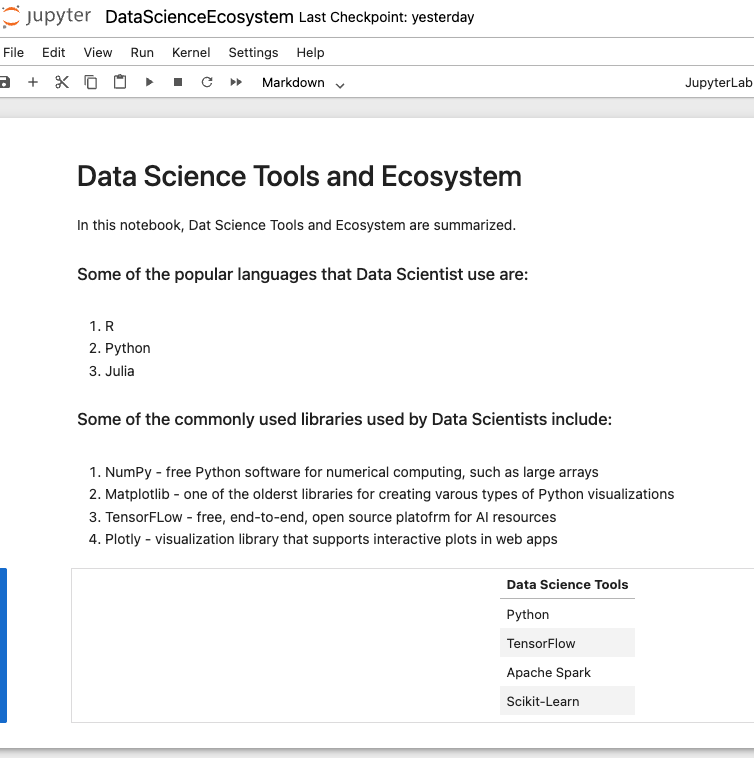 jupyter DataScienceEcosystem Last Checkpoint: yesterday
File Edit View Run Kernel Settings Help
Markdown JupyterLab
Data Science Tools and Ecosystem
In this notebook, Dat Science Tools and Ecosystem are summarized.
Some of the popular languages that Data Scientist use are:
1. R
2. Python
3. Julia
Some of the commonly used libraries used by Data Scientists include:
1. NumPy - free Python software for numerical computing, such as large arrays
2. Matplotlib - one of the olderst libraries for creating varous types of Python visualizations
3. TensorFLow - free, end-to-end, open source platofrm for AI resources
4. Plotly - visualization library that supports interactive plots in web apps
Data Science Tools
Python
TensorFlow
Apache Spark
Scikit-Learn